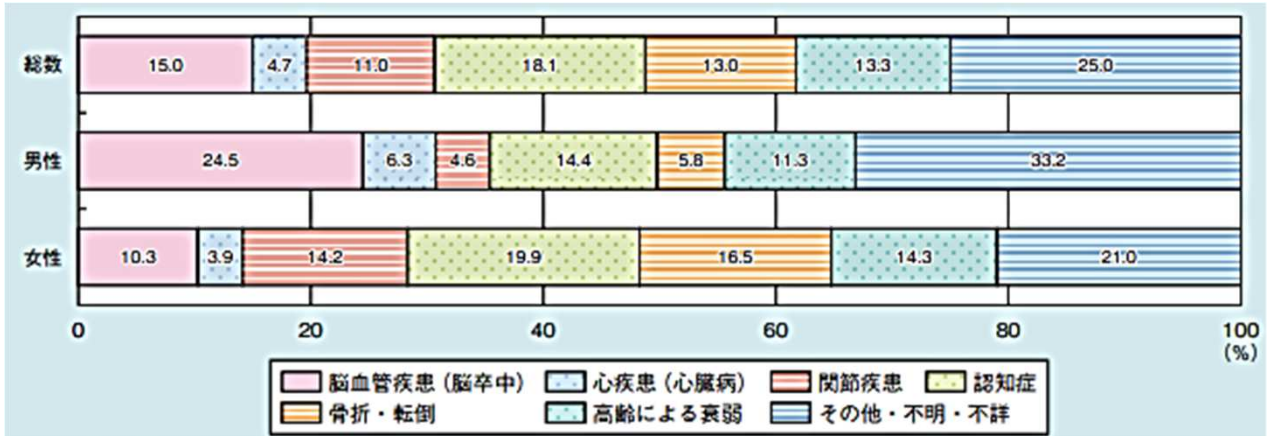 総数 15.0 4.7 11.0 18.1 13.0 13.3 25.0
男性 24.5 6.3 4.6 14.4 5.8 11.3 33.2
女性 10.3 3.9 14.2 19.9 16.5 14.3 21.0
0 20 40 60 80 100
(%)
脳血管疾患(脳卒中) 心疾患(心臓病) 関節疾患 認知症
骨折・転倒 高齢による衰弱 その他・不明・不詳